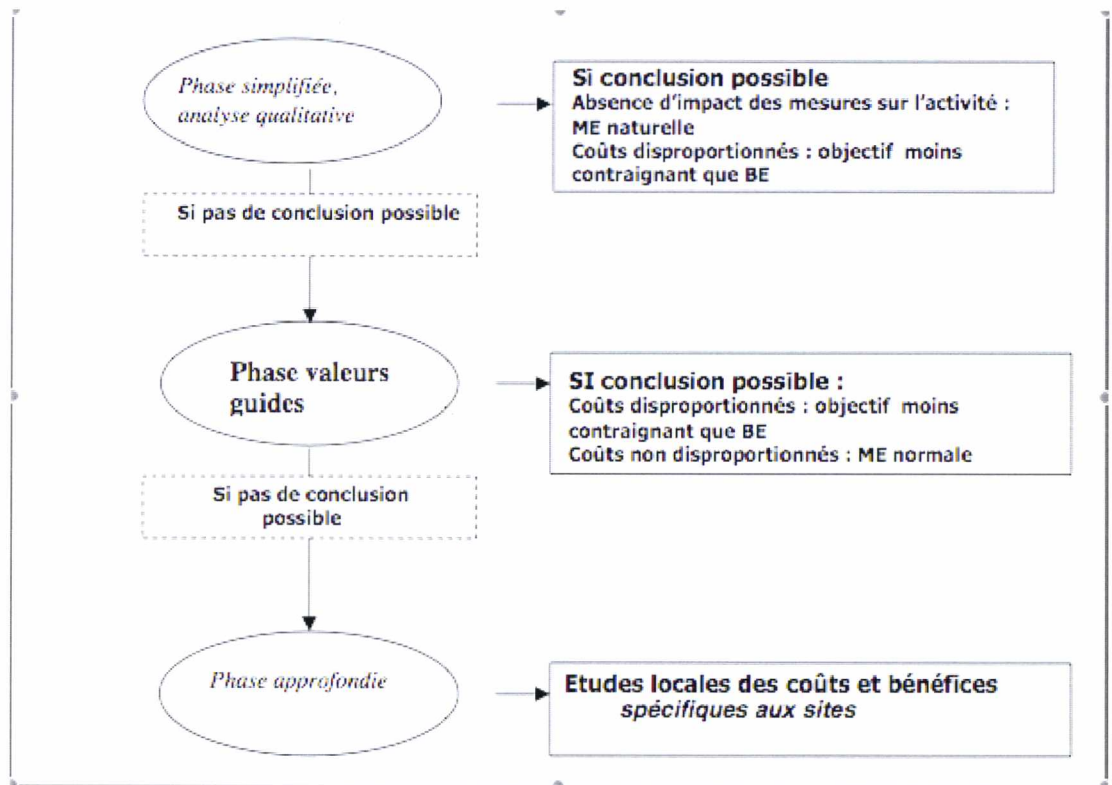 Phase simplifiée,
analyse qualitative
Si conclusion possible
Absence d'impact des mesures sur l'activité :
ME naturelle
Coûts disproportionnés : objectif moins
contraignant que BE
Si pas de conclusion possible
Phase valeurs
guides
SI conclusion possible :
Coûts disproportionnés : objectif moins
contraignant que BE
Coûts non disproportionnés : ME normale
Si pas de conclusion
possible
Phase approfondie
Etudes locales des coûts et bénéfices
spécifiques aux sites